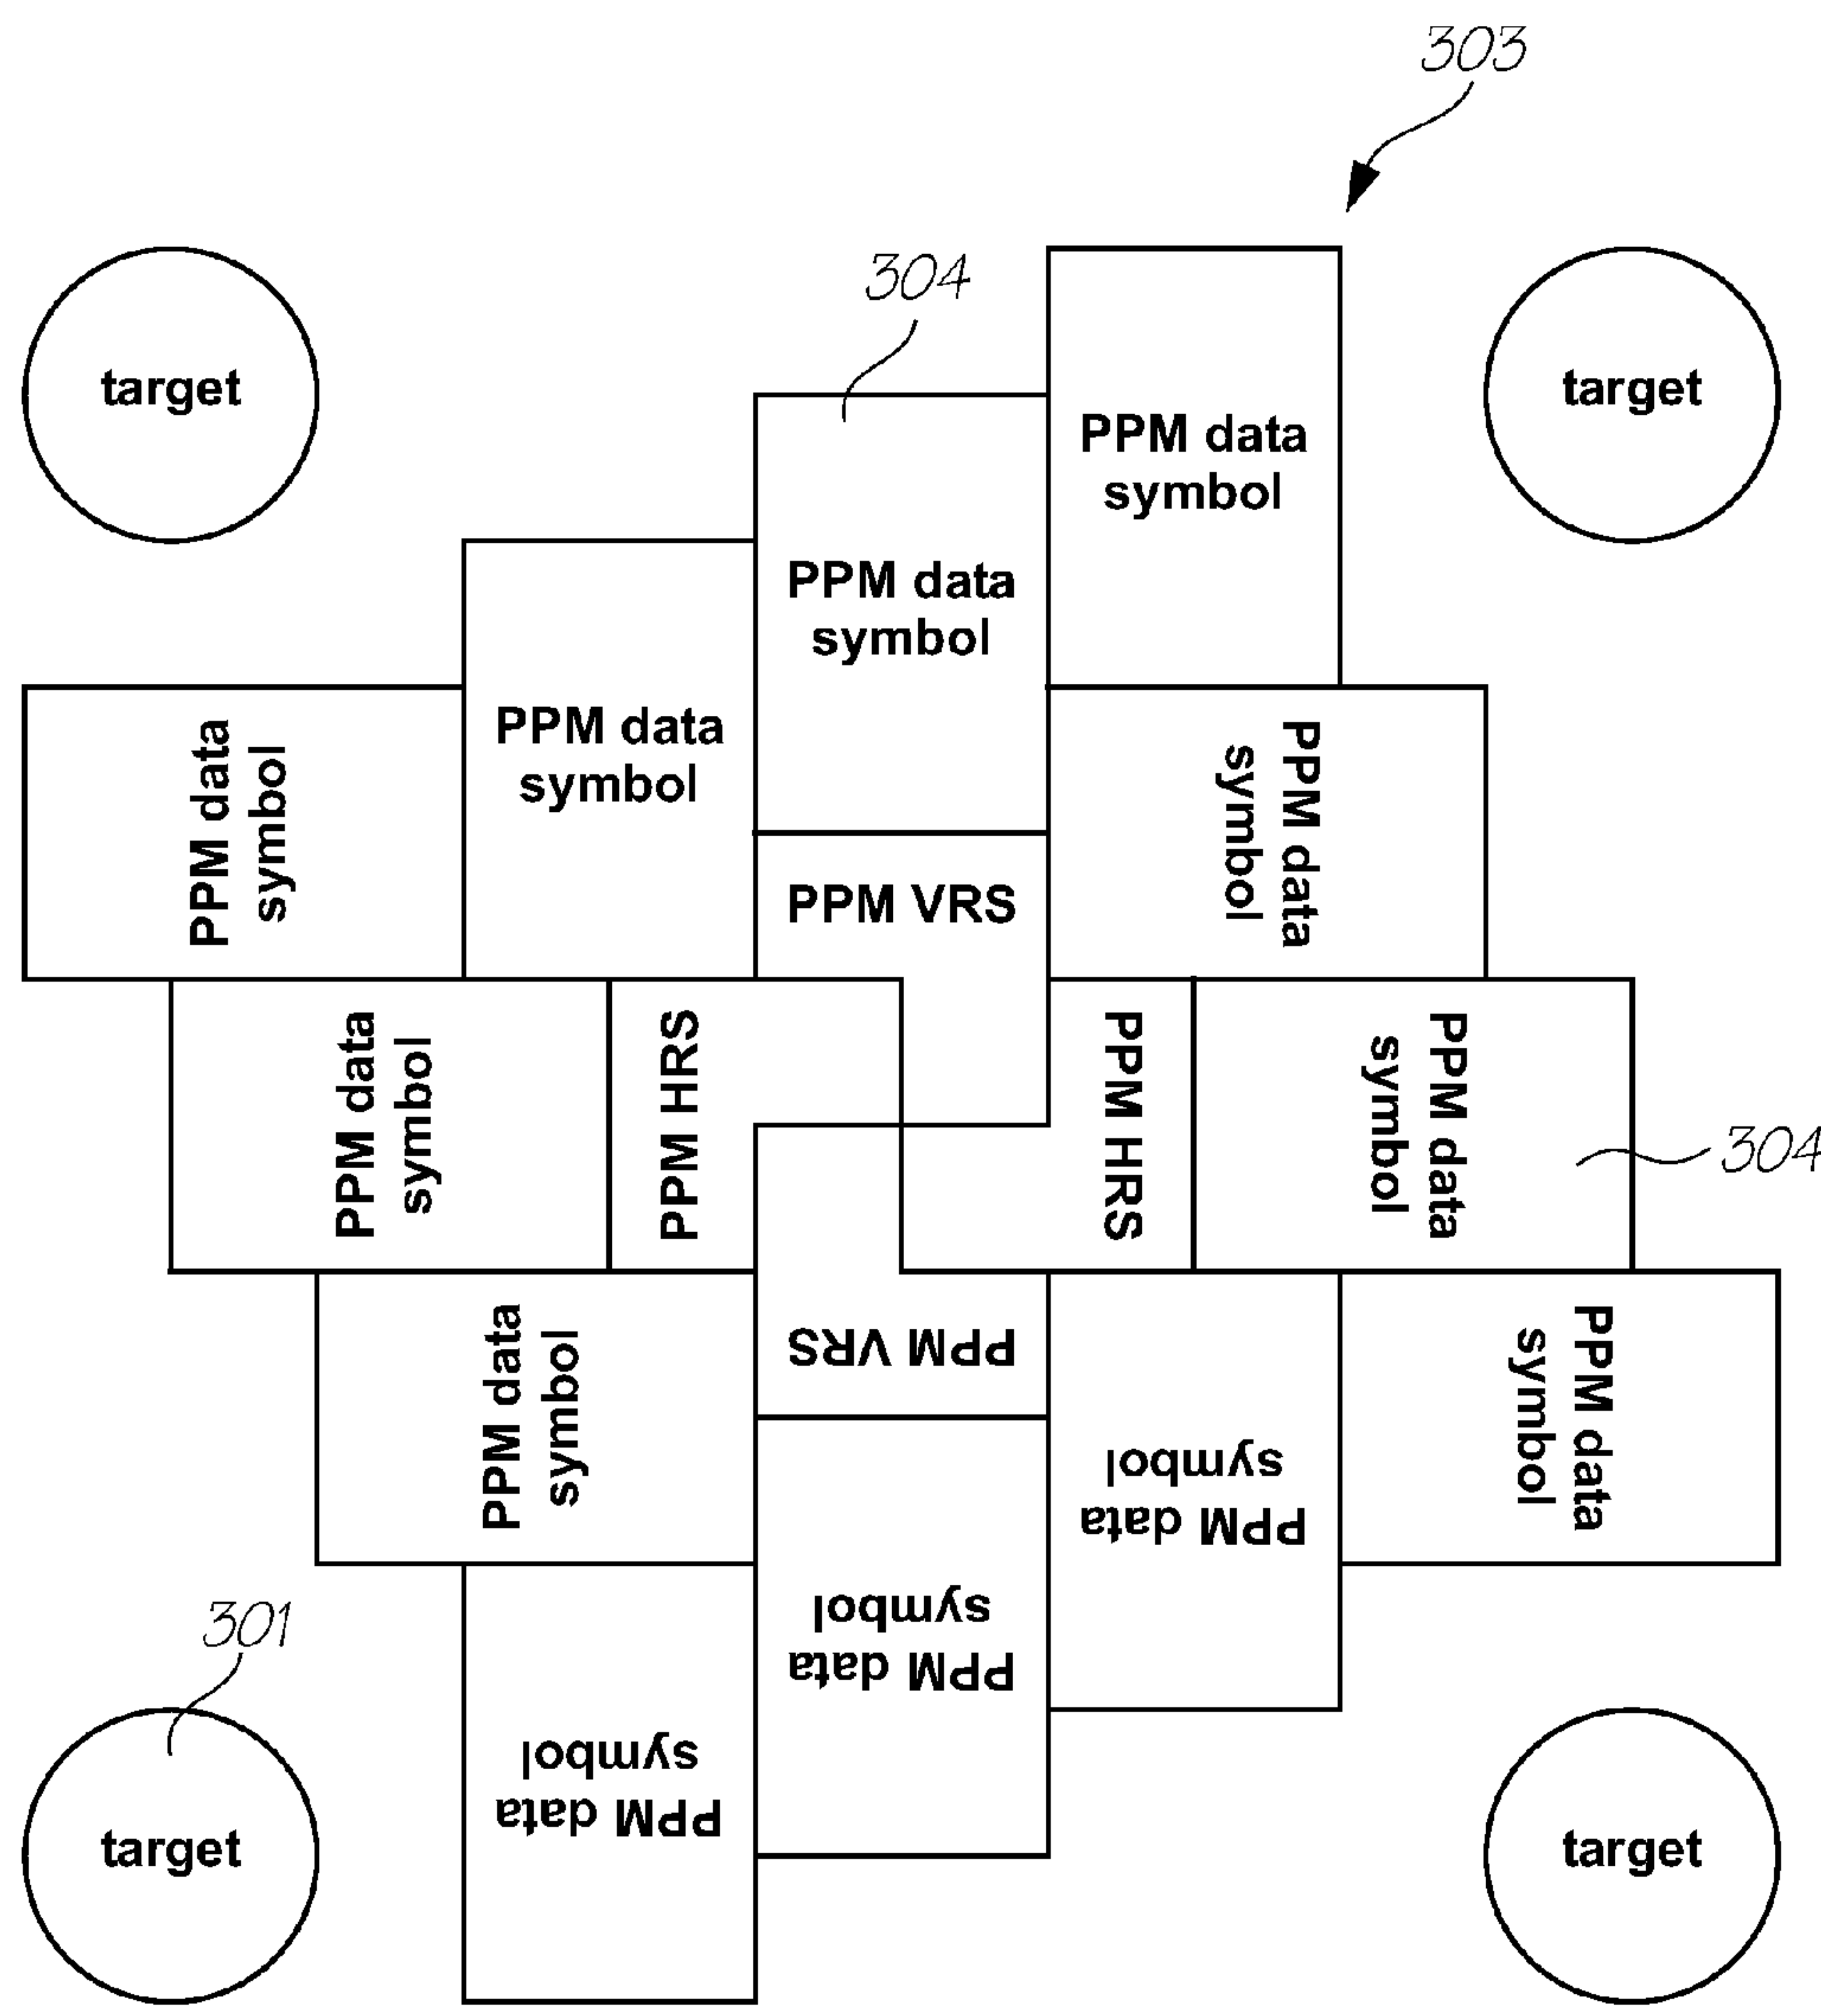 303
304
target
target
PPM data
symbol
PPM data
symbol
PPM data
symbol
PPM data
symbol
PPM data
symbol
PPM VRS
PPM data
symbol
PPM HRS
PPM HRS
PPM data
symbol
304
PPM data
symbol
PPM VRS
PPM data
symbol
PPM data
symbol
PPM data
symbol
301
PPM data
symbol
target
target